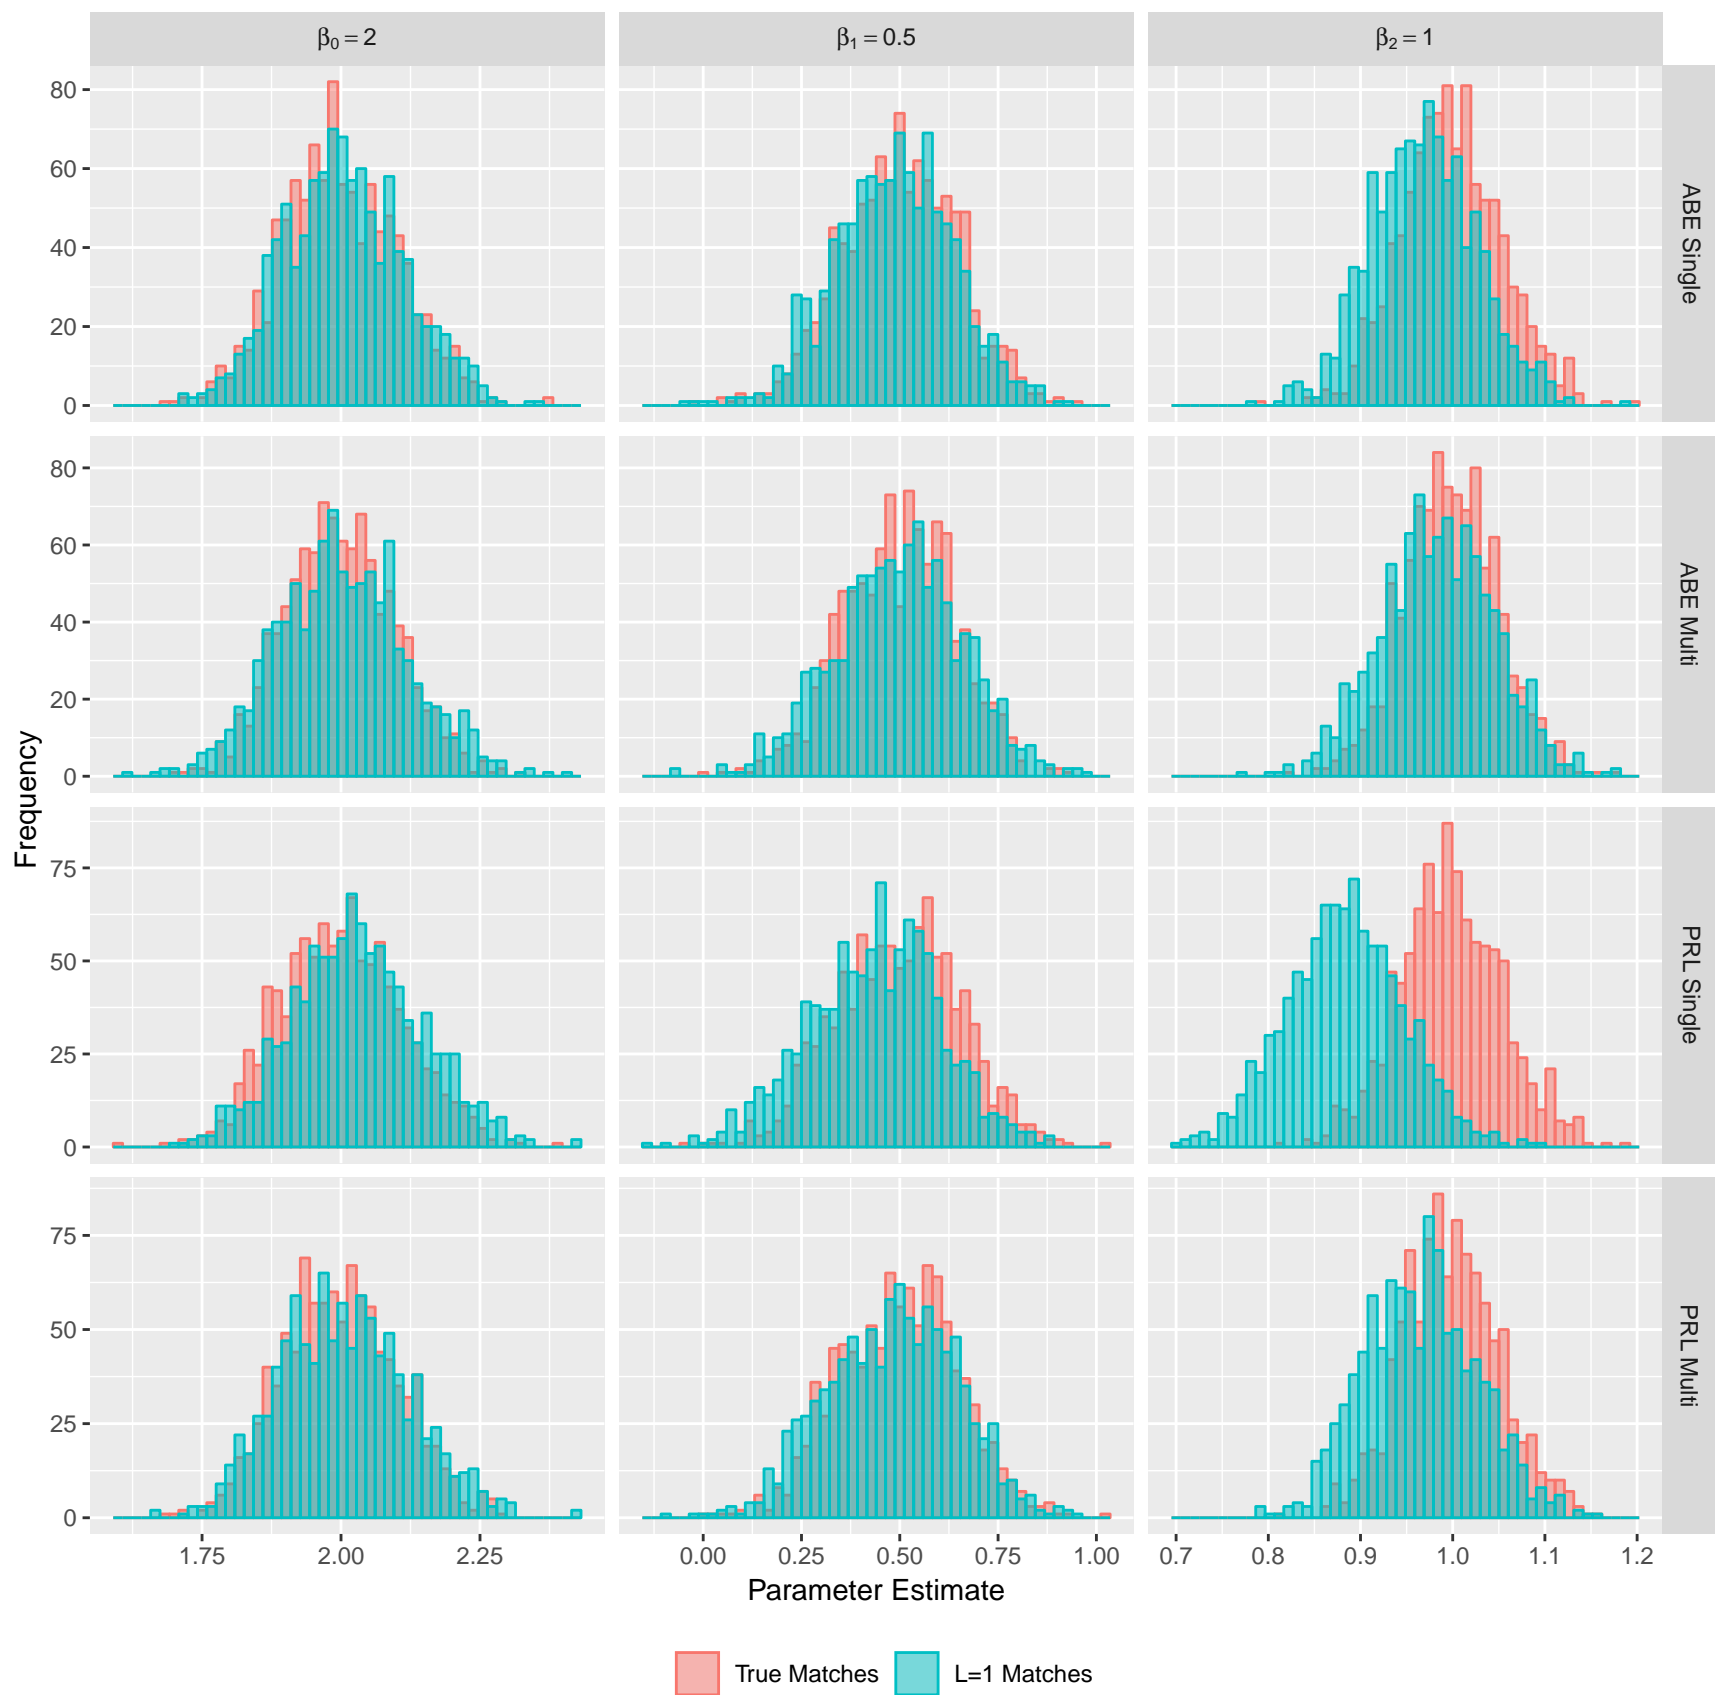 β₀ = 2
β₁ = 0.5
β₂ = 1
80
60
40
20
0
ABE Single
80
60
40
20
0
ABE Multi
Frequency
75
50
25
0
PRL Single
75
50
25
0
PRL Multi
1.75 2.00 2.25
0.00 0.25 0.50 0.75 1.00
0.7 0.8 0.9 1.0 1.1 1.2
Parameter Estimate
True Matches
L=1 Matches